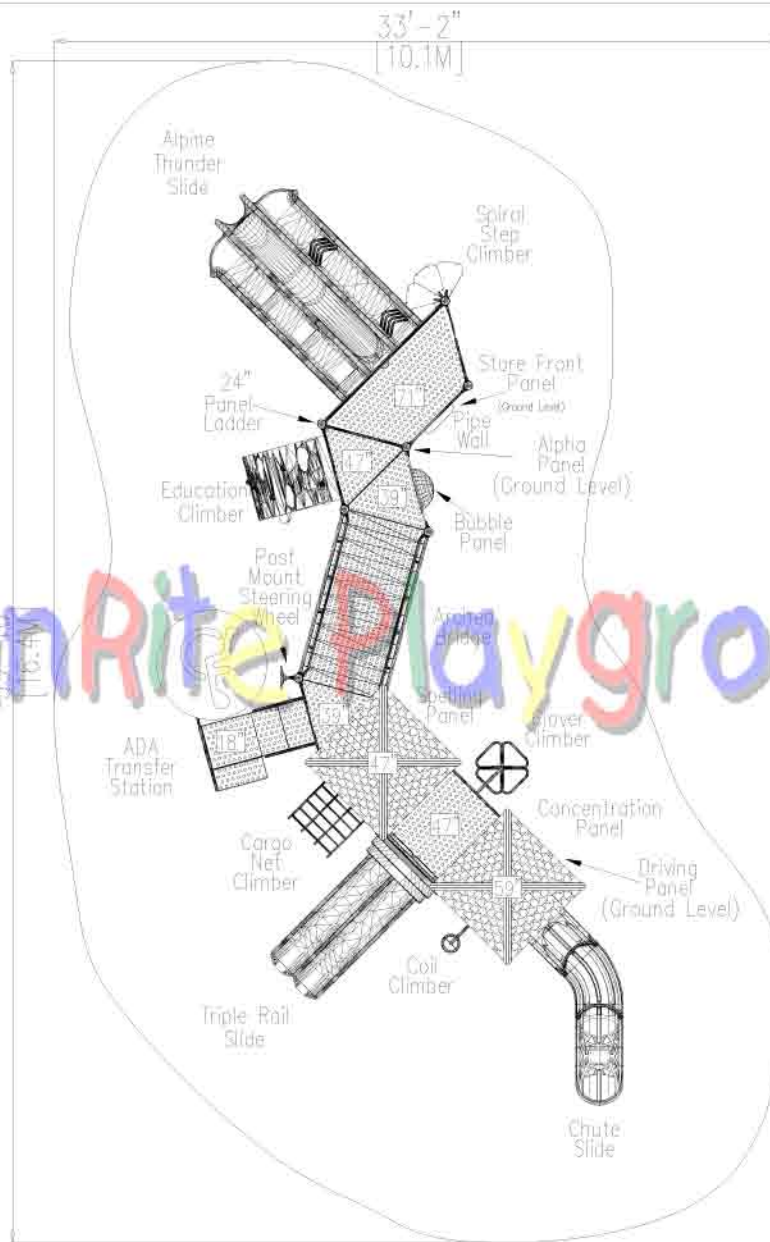 33'-2"
[10.1M]
Alpine
Thunder
Slide
Spiral
Step
Climber
Store Front
Panel
(Ground Level)
24"
Panel
Ladder
71"
Pipe
Wall
Alpha
Panel
(Ground Level)
47"
39"
Education
Climber
Bubble
Panel
Post
Mount
Steering
Wheel
nRite Playgro
Arched
Bridge
Spelling
Panel
39"
18"
ADA
Transfer
Station
Climber
47"
Concentration
Panel
47"
Cargo
Net
Climber
Driving
Panel
(Ground Level)
59"
Coil
Climber
Triple Rail
Slide
Chute
Slide